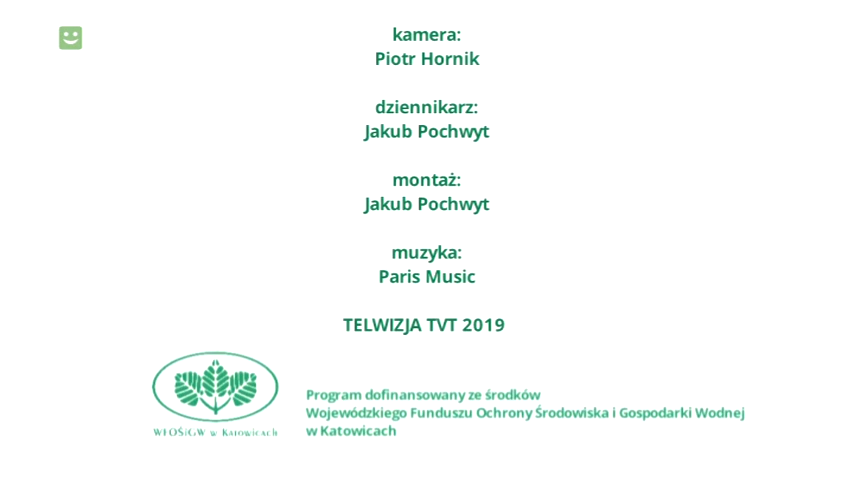 kamera:
Piotr Hornik
dziennikarz:
Jakub Pochwyt
montaż:
Jakub Pochwyt
muzyka:
Paris Music
TELWIZJA TVT 2019
Program dofinansowany ze środków
Wojewódzkiego Funduszu Ochrony Środowiska i Gospodarki Wodnej
w Katowicach
WFOŚiGW w Katowicach